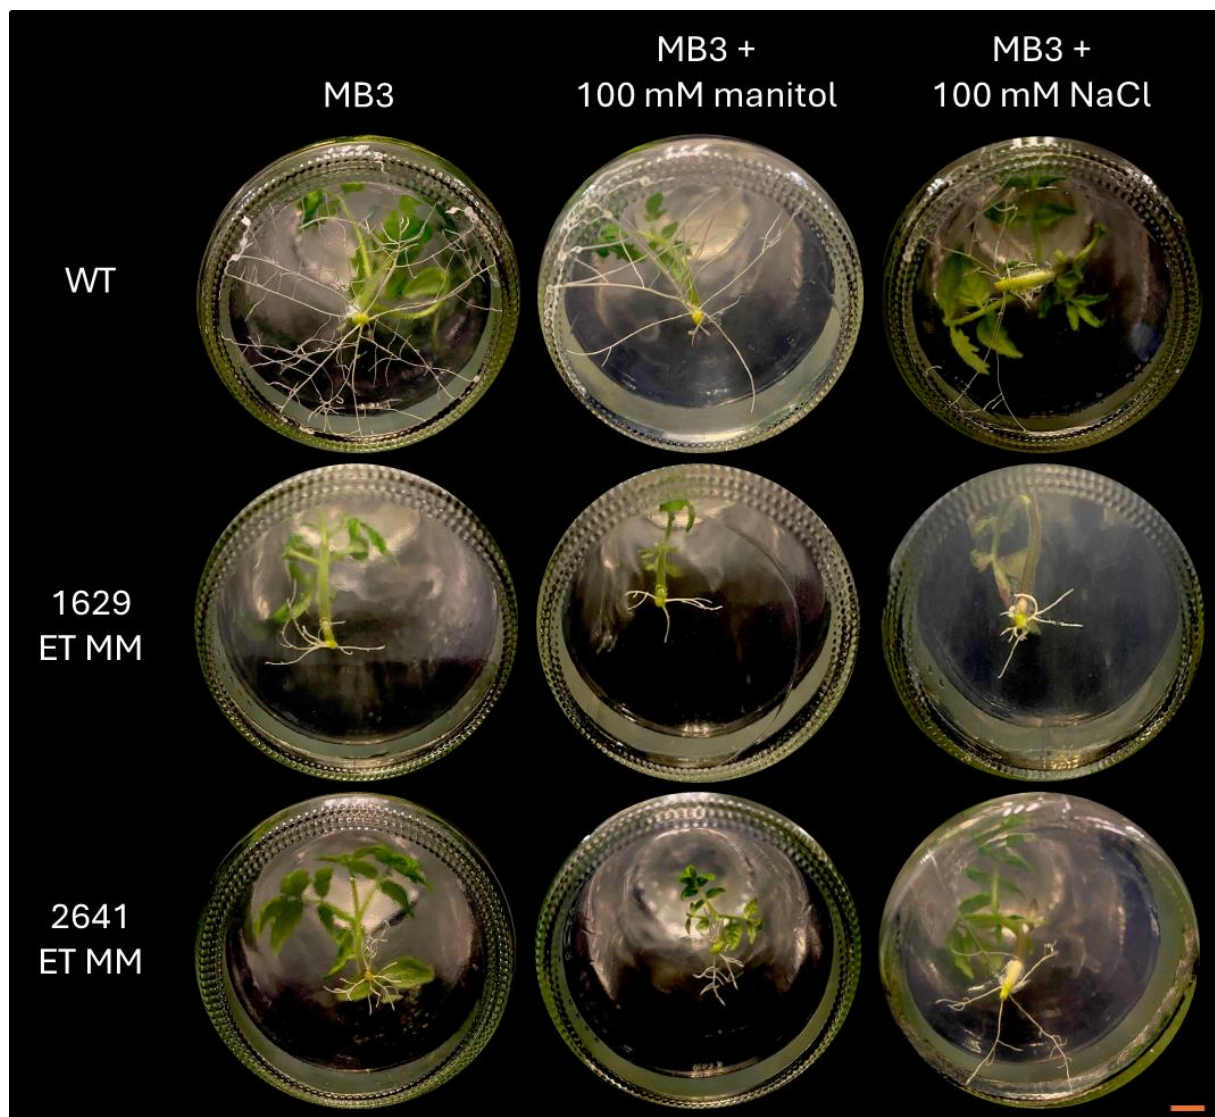 MB3
MB3 +
100 mM manitol
MB3 +
100 mM NaCl
WT
1629
ET MM
2641
ET MM